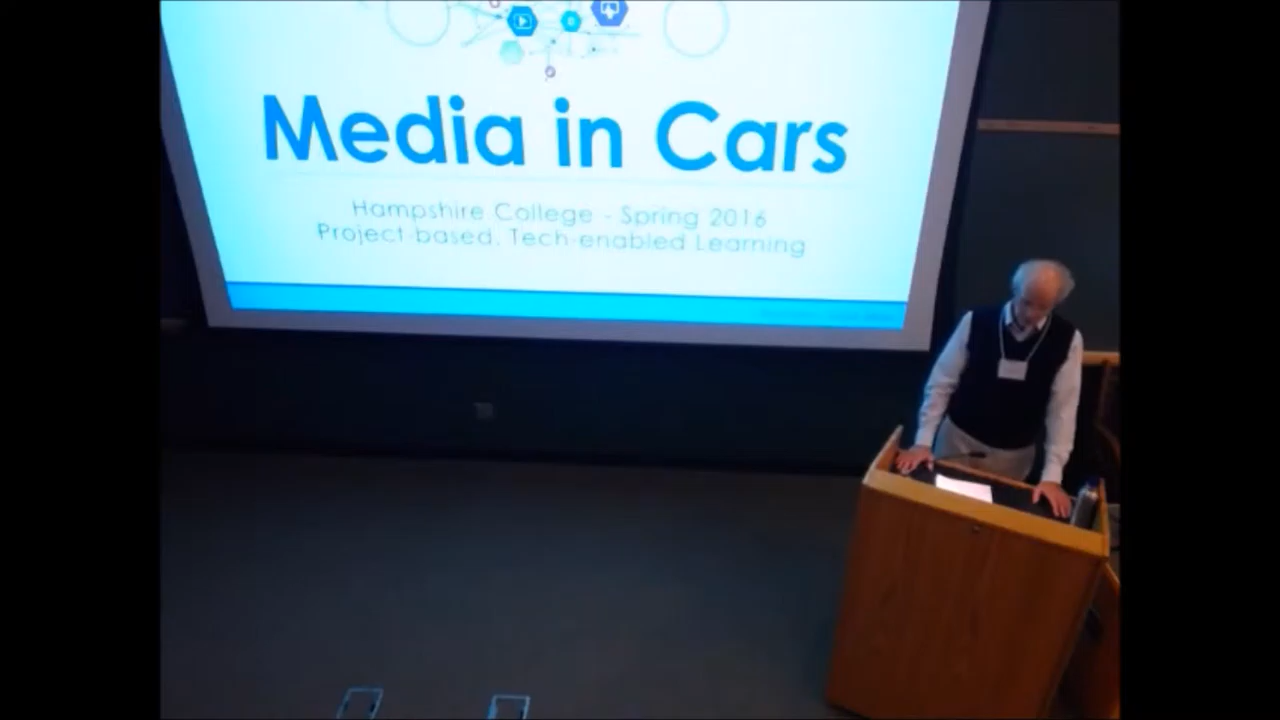 Media in Cars
Hampshire College - Spring 2016
Project-based, Tech-enabled Learning